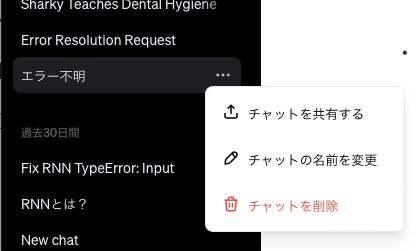 Sharky Teaches Dental Hygiene
Error Resolution Request
エラー不明
チャットを共有する
チャットの名前を変更
チャットを削除
過去30日間
Fix RNN TypeError: Input
RNNとは？
New chat